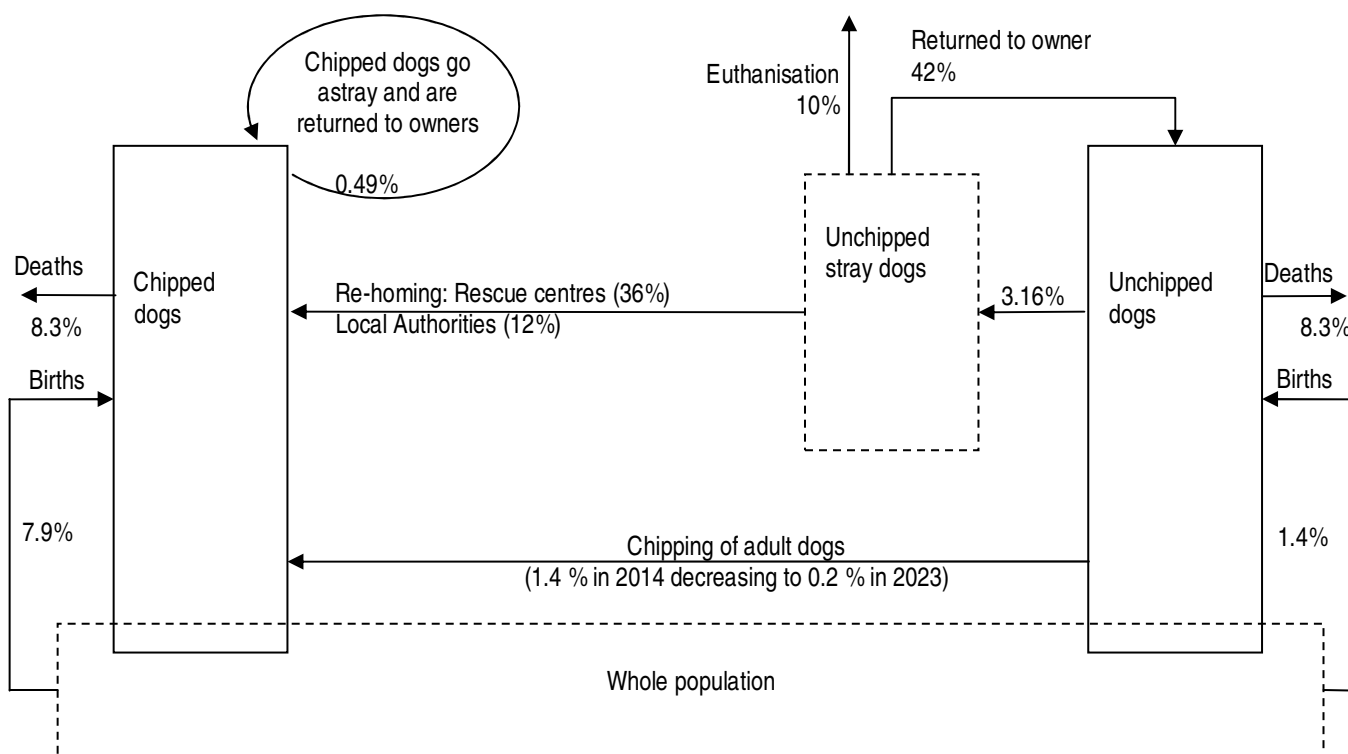 Chipped dogs go
astray and are
returned to owners
0.49%
Euthanisation
10%
Returned to owner
42%
Deaths
8.3%
Chipped
dogs
Births
7.9%
Re-homing: Rescue centres (36%)
Local Authorities (12%)
Unchipped
stray dogs
3.16%
Unchipped
dogs
Deaths
8.3%
Births
1.4%
Chipping of adult dogs
(1.4 % in 2014 decreasing to 0.2 % in 2023)
Whole population